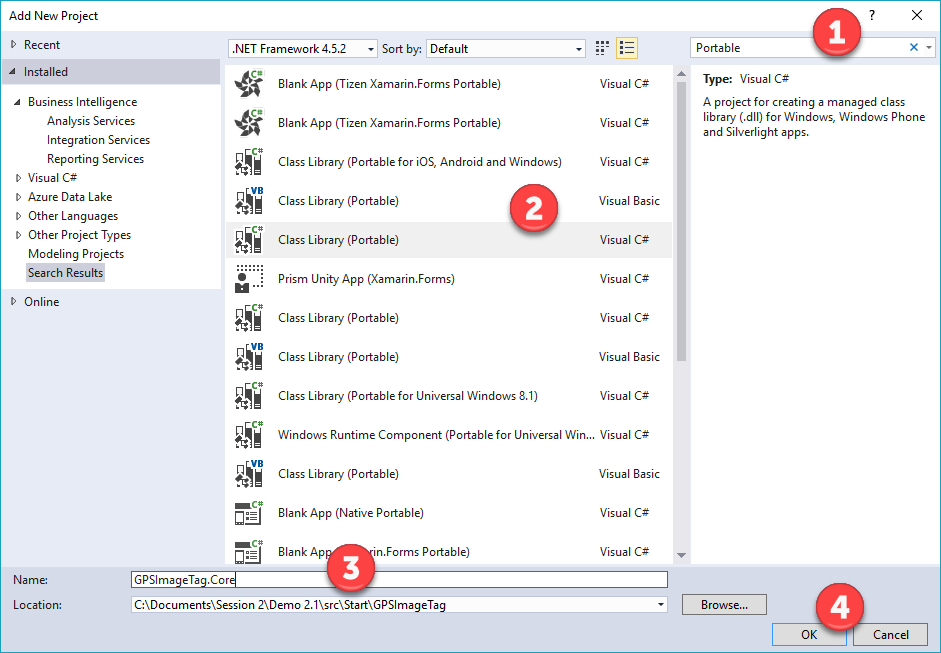 Add New Project
?
1
Recent
.NET Framework 4.5.2
Sort by:
Default
Portable
Installed
Business Intelligence
Analysis Services
Integration Services
Reporting Services
Visual C#
Azure Data Lake
Other Languages
Other Project Types
Modeling Projects
Search Results
Online
C# Blank App (Tizen Xamarin.Forms Portable) Visual C#
C# Blank App (Tizen Xamarin.Forms Portable) Visual C#
C# Class Library (Portable for iOS, Android and Windows) Visual C#
VB Class Library (Portable) Visual Basic
2
C# Class Library (Portable) Visual C#
Prism Unity App (Xamarin.Forms) Visual C#
C# Class Library (Portable) Visual C#
VB Class Library (Portable) Visual Basic
C# Class Library (Portable for Universal Windows 8.1) Visual C#
C# Windows Runtime Component (Portable for Universal Win... Visual C#
VB Class Library (Portable) Visual Basic
C# Blank App (Native Portable) Visual C#
C# Blank App rin.Forms Portable) Visual C#
Type: Visual C#
A project for creating a managed class
library (.dll) for Windows, Windows Phone
and Silverlight apps.
3
Name: GPSImageTag.Core
Location: C:\Documents\Session 2\Demo 2.1\src\Start\GPSImageTag
Browse...
4
OK
Cancel